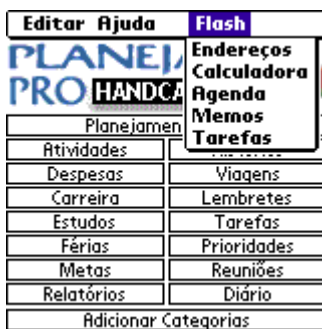 Editar Ajuda Flash
Endereços
Calculadora
Agenda
Memos
Tarefas
PLANEJ
PRO HANDCA
Planejamen
Atividades
Despesas Viagens
Carreira Lembretes
Estudos Tarefas
Férias Prioridades
Metas Reuniões
Relatórios Diário
Adicionar Categorias